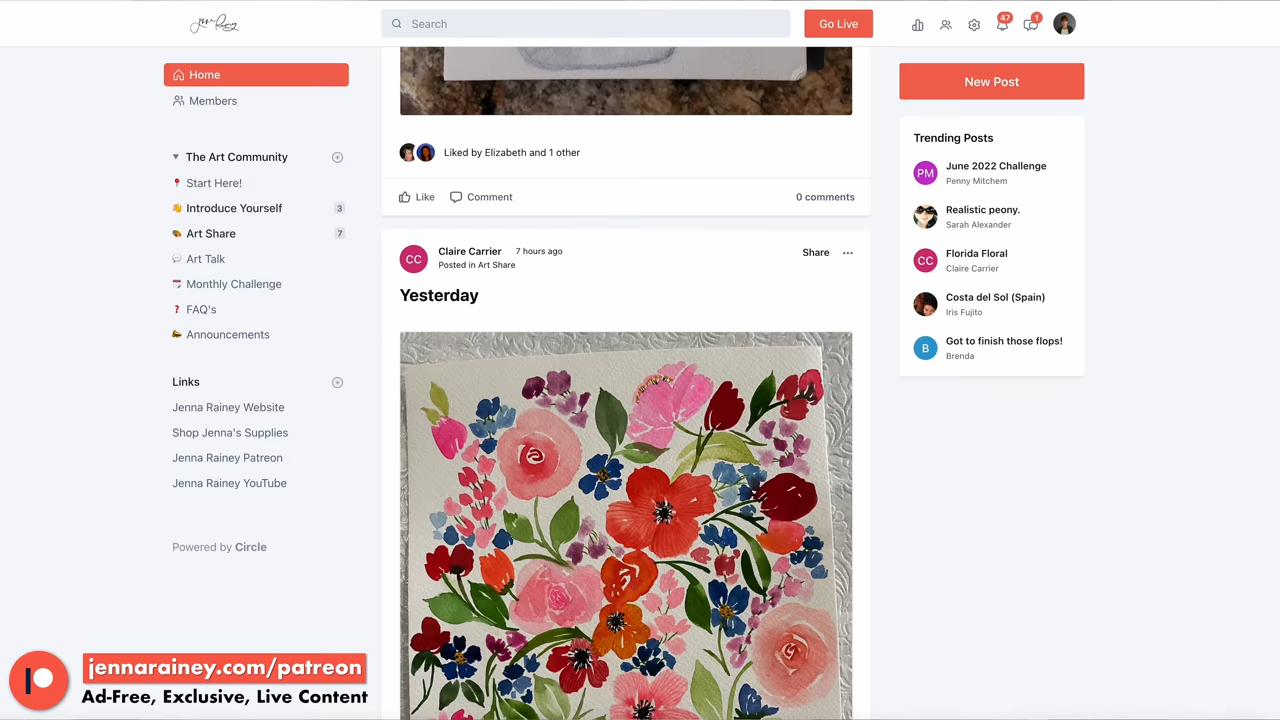 Jenna Rainey
Search
Go Live
47
1
Home
Members
The Art Community
Start Here!
Introduce Yourself
3
Art Share
7
Art Talk
Monthly Challenge
FAQ's
Announcements
Links
Jenna Rainey Website
Shop Jenna's Supplies
Jenna Rainey Patreon
Jenna Rainey YouTube
Powered by Circle
Liked by Elizabeth and 1 other
Like
Comment
0 comments
CC
Claire Carrier
7 hours ago
Posted in Art Share
Share
Yesterday
New Post
Trending Posts
PM
June 2022 Challenge
Penny Mitchem
Realistic peony.
Sarah Alexander
CC
Florida Floral
Claire Carrier
Costa del Sol (Spain)
Iris Fujito
B
Got to finish those flops!
Brenda
jennarainey.com/patreon
Ad-Free, Exclusive, Live Content